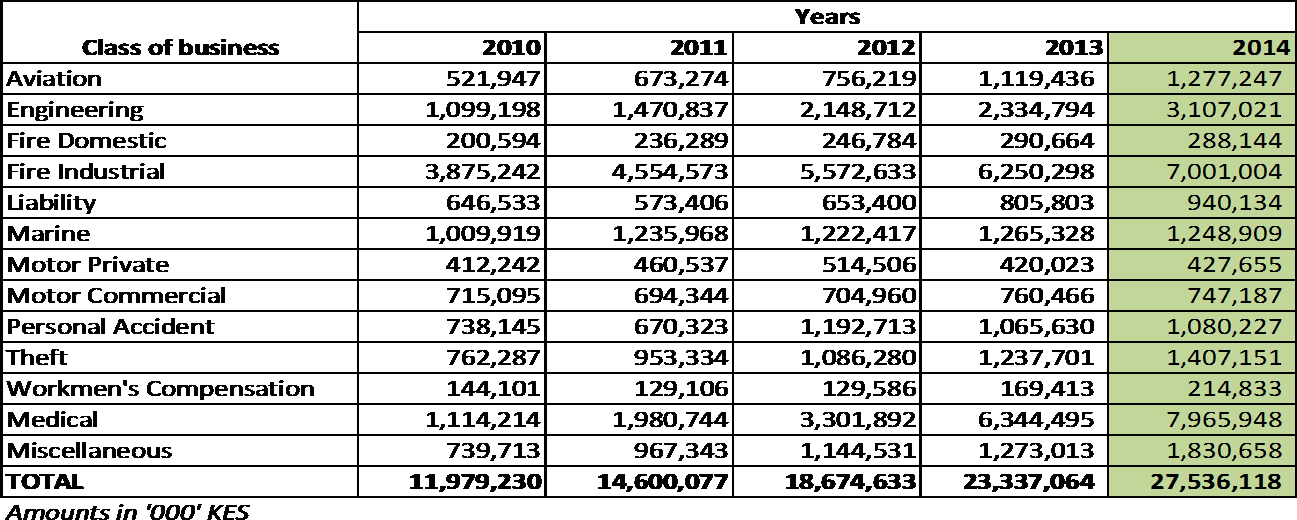 Years
Class of business 2010 2011 2012 2013 2014
Aviation 521,947 673,274 756,219 1,119,436 1,277,247
Engineering 1,099,198 1,470,837 2,148,712 2,334,794 3,107,021
Fire Domestic 200,594 236,289 246,784 290,664 288,144
Fire Industrial 3,875,242 4,554,573 5,572,633 6,250,298 7,001,004
Liability 646,533 573,406 653,400 805,803 940,134
Marine 1,009,919 1,235,968 1,222,417 1,265,328 1,248,909
Motor Private 412,242 460,537 514,506 420,023 427,655
Motor Commercial 715,095 694,344 704,960 760,466 747,187
Personal Accident 738,145 670,323 1,192,713 1,065,630 1,080,227
Theft 762,287 953,334 1,086,280 1,237,701 1,407,151
Workmen's Compensation 144,101 129,106 129,586 169,413 214,833
Medical 1,114,214 1,980,744 3,301,892 6,344,495 7,965,948
Miscellaneous 739,713 967,343 1,144,531 1,273,013 1,830,658
TOTAL 11,979,230 14,600,077 18,674,633 23,337,064 27,536,118
Amounts in '000' KES